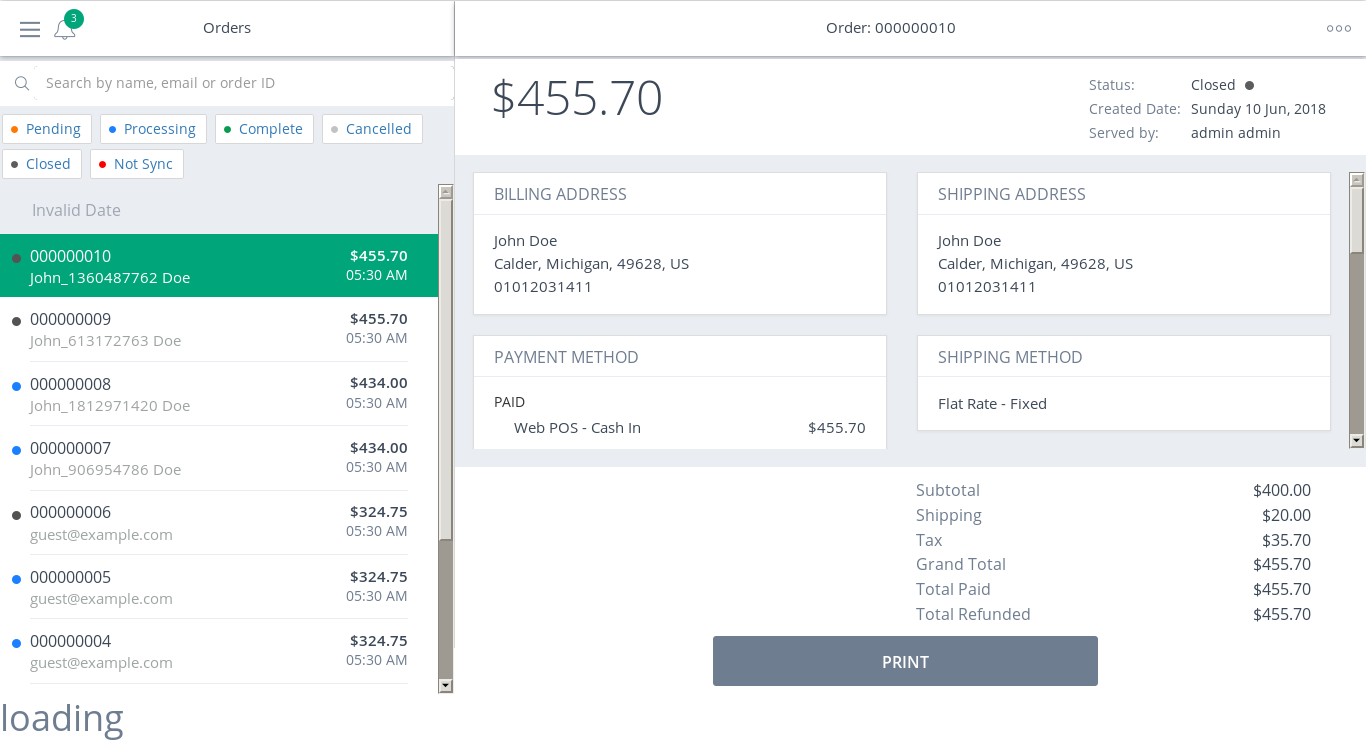 3
Orders
Order: 000000010
Search by name, email or order ID
Pending
Processing
Complete
Cancelled
Closed
Not Sync
Invalid Date
000000010 $455.70
John_1360487762 Doe 05:30 AM
000000009 $455.70
John_613172763 Doe 05:30 AM
000000008 $434.00
John_1812971420 Doe 05:30 AM
000000007 $434.00
John_906954786 Doe 05:30 AM
000000006 $324.75
guest@example.com 05:30 AM
000000005 $324.75
guest@example.com 05:30 AM
000000004 $324.75
guest@example.com 05:30 AM
loading
$455.70
Status: Closed
Created Date: Sunday 10 Jun, 2018
Served by: admin admin
BILLING ADDRESS
John Doe
Calder, Michigan, 49628, US
01012031411
SHIPPING ADDRESS
John Doe
Calder, Michigan, 49628, US
01012031411
PAYMENT METHOD
PAID
Web POS - Cash In $455.70
SHIPPING METHOD
Flat Rate - Fixed
Subtotal $400.00
Shipping $20.00
Tax $35.70
Grand Total $455.70
Total Paid $455.70
Total Refunded $455.70
PRINT